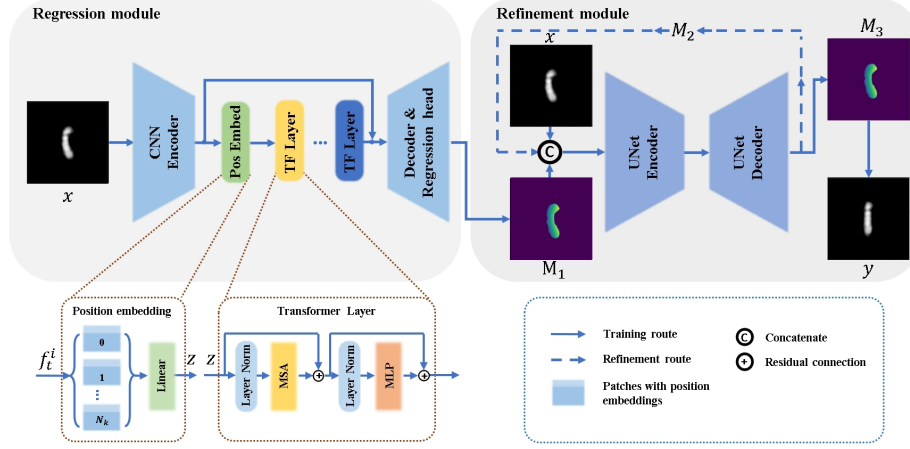 Regression module
Refinement module
x
CNN Encoder
Pos Embed
TF Layer
...
TF Layer
Decoder & Regression head
x
M₂
C
M₁
UNet Encoder
UNet Decoder
M₃
y
Position embedding
f_t^i
0
1
⋮
N_k
Linear
z
z
Transformer Layer
Layer Norm
MSA
+
Layer Norm
MLP
+
Training route
C Concatenate
Refinement route
+ Residual connection
Patches with position
embeddings